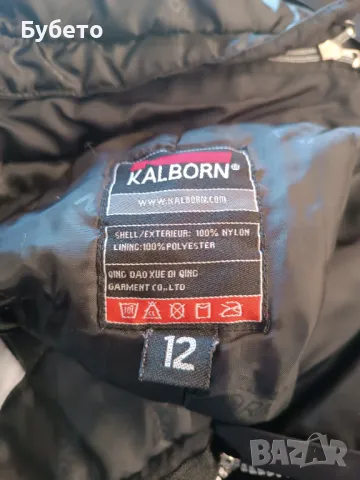 Бубето
KALBORN®
WWW.KALBORN.COM
SHELL/EXTERIEUR: 100% NYLON
LINING:100%POLYESTER
QING DAO XUE DI QING
GARMENT CO.,LTD
12
BAZAR